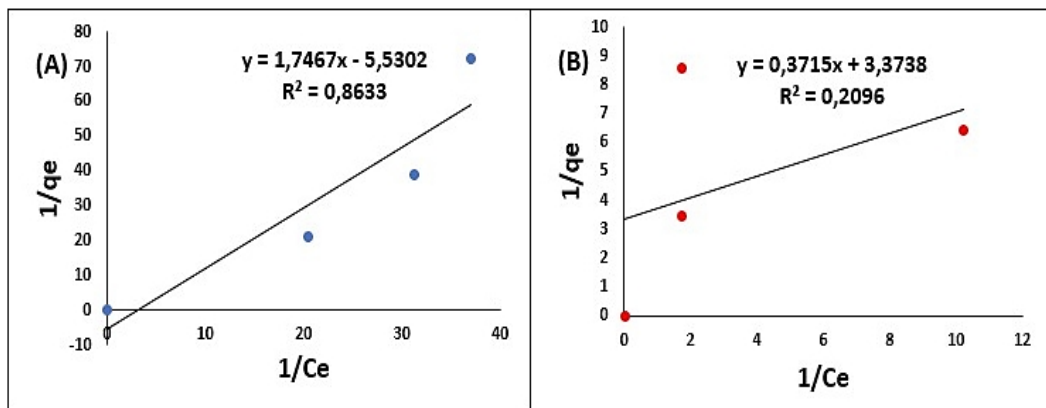 (A)
y = 1,7467x - 5,5302
R² = 0,8633
80
70
60
50
40
30
20
10
0
-10
1/qe
0 10 20 30 40
1/Ce
(B)
y = 0,3715x + 3,3738
R² = 0,2096
10
9
8
7
6
5
4
3
2
1
0
1/qe
0 2 4 6 8 10 12
1/Ce